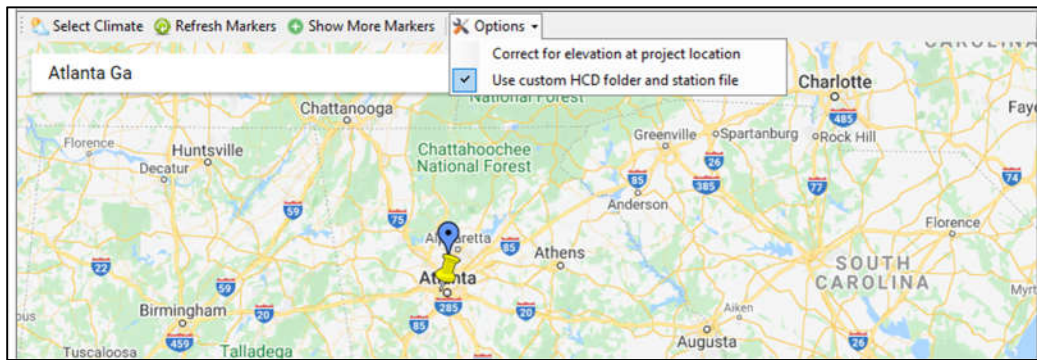 Select Climate Refresh Markers Show More Markers Options
Correct for elevation at project location
Use custom HCD folder and station file
Atlanta Ga
CAROLINA
National Forest
Charlotte
Chattanooga
485
Faye
Florence
Huntsville
Greenville
Spartanburg
Rock Hill
Decatur
Chattahoochee
National Forest
26
85
385
77
74
Anderson
59
75
Florence
85
Athens
22
Atlanta
SOUTH
CAROLINA
59
285
Myrt
Birmingham
20
20
Aiken
85
459
Augusta
26
Tuscaloosa
Talladega